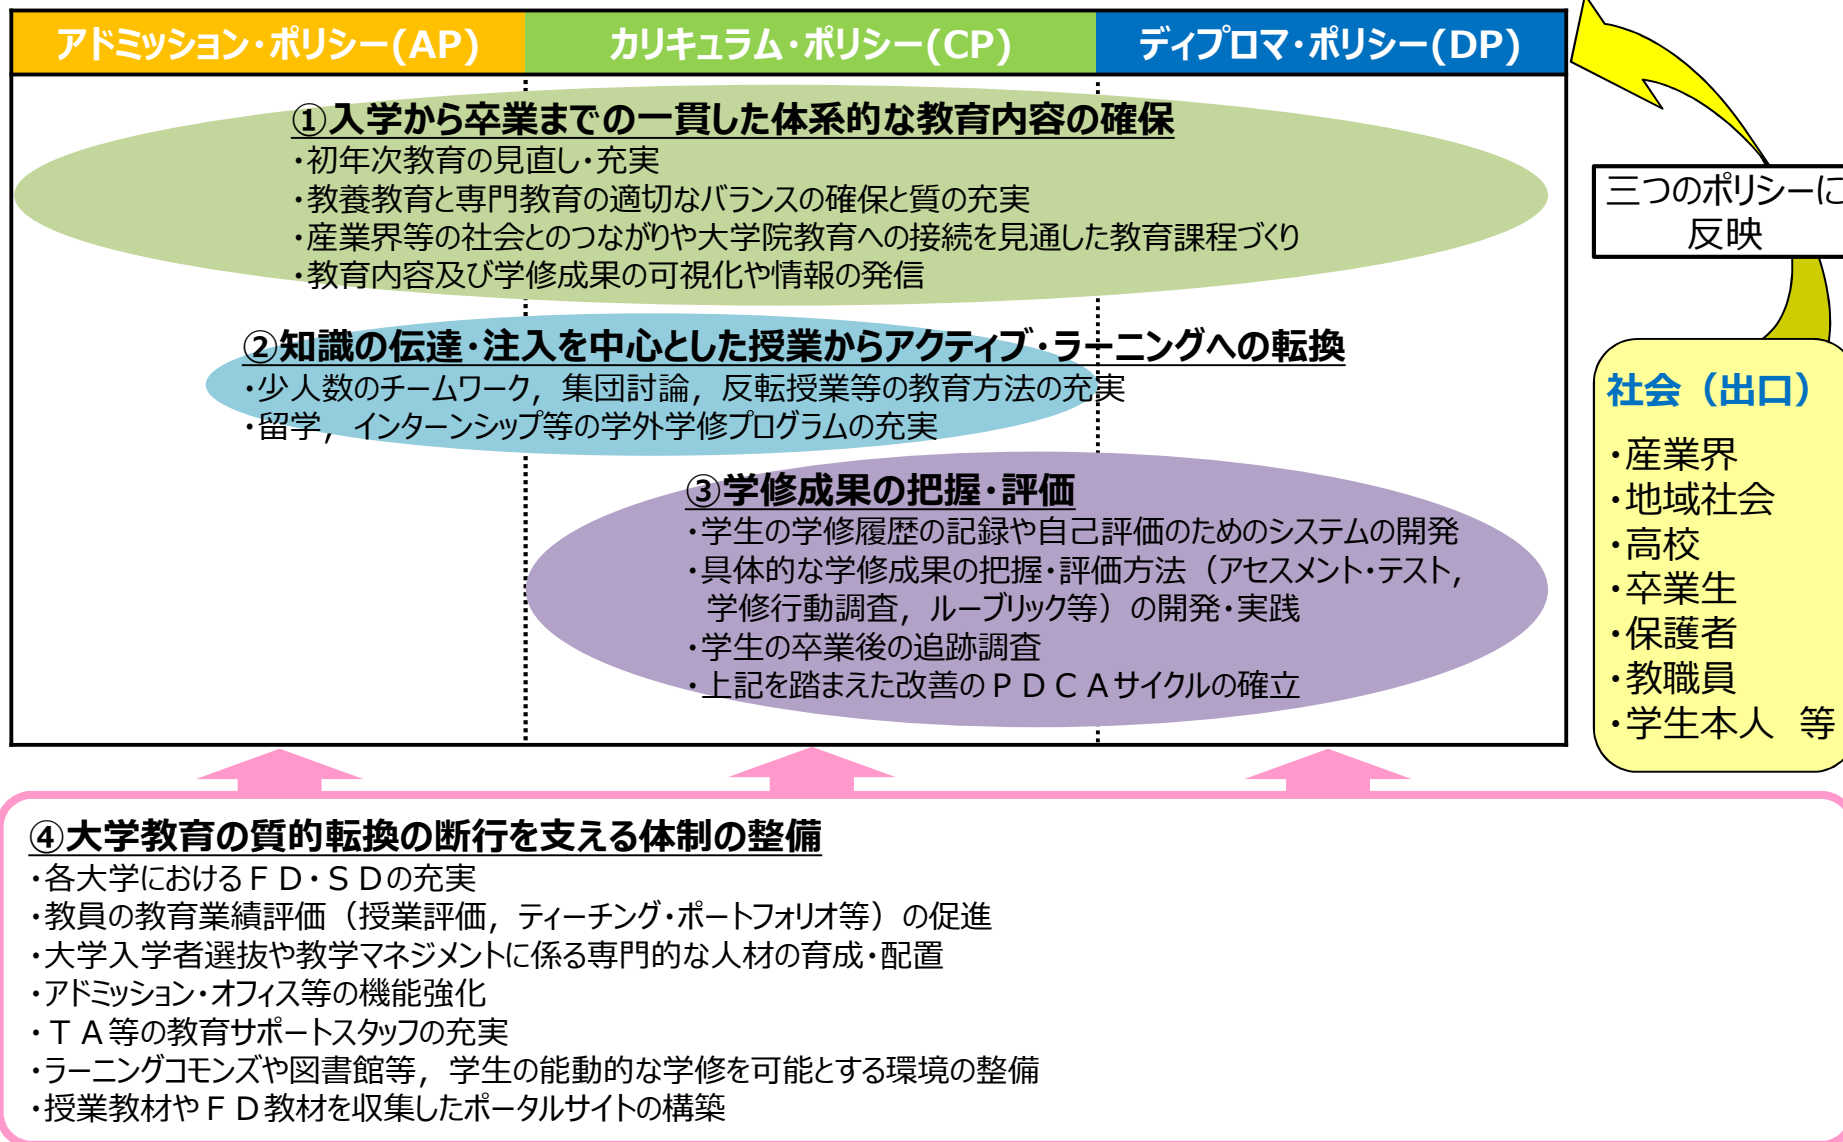 アドミッション・ポリシー(AP)
カリキュラム・ポリシー(CP)
ディプロマ・ポリシー(DP)
①入学から卒業までの一貫した体系的な教育内容の確保
・初年次教育の見直し・充実
・教養教育と専門教育の適切なバランスの確保と質の充実
・産業界等の社会とのつながりや大学院教育への接続を見通した教育課程づくり
・教育内容及び学修成果の可視化や情報の発信
②知識の伝達・注入を中心とした授業からアクティブ・ラーニングへの転換
・少人数のチームワーク，集団討論，反転授業等の教育方法の充実
・留学，インターンシップ等の学外学修プログラムの充実
③学修成果の把握・評価
・学生の学修履歴の記録や自己評価のためのシステムの開発
・具体的な学修成果の把握・評価方法（アセスメント・テスト，
学修行動調査，ルーブリック等）の開発・実践
・学生の卒業後の追跡調査
・上記を踏まえた改善のＰＤＣＡサイクルの確立
三つのポリシーに
反映
社会（出口）
・産業界
・地域社会
・高校
・卒業生
・保護者
・教職員
・学生本人　等
④大学教育の質的転換の断行を支える体制の整備
・各大学におけるＦＤ・ＳＤの充実
・教員の教育業績評価（授業評価，ティーチング・ポートフォリオ等）の促進
・大学入学者選抜や教学マネジメントに係る専門的な人材の育成・配置
・アドミッション・オフィス等の機能強化
・ＴＡ等の教育サポートスタッフの充実
・ラーニングコモンズや図書館等，学生の能動的な学修を可能とする環境の整備
・授業教材やＦＤ教材を収集したポータルサイトの構築